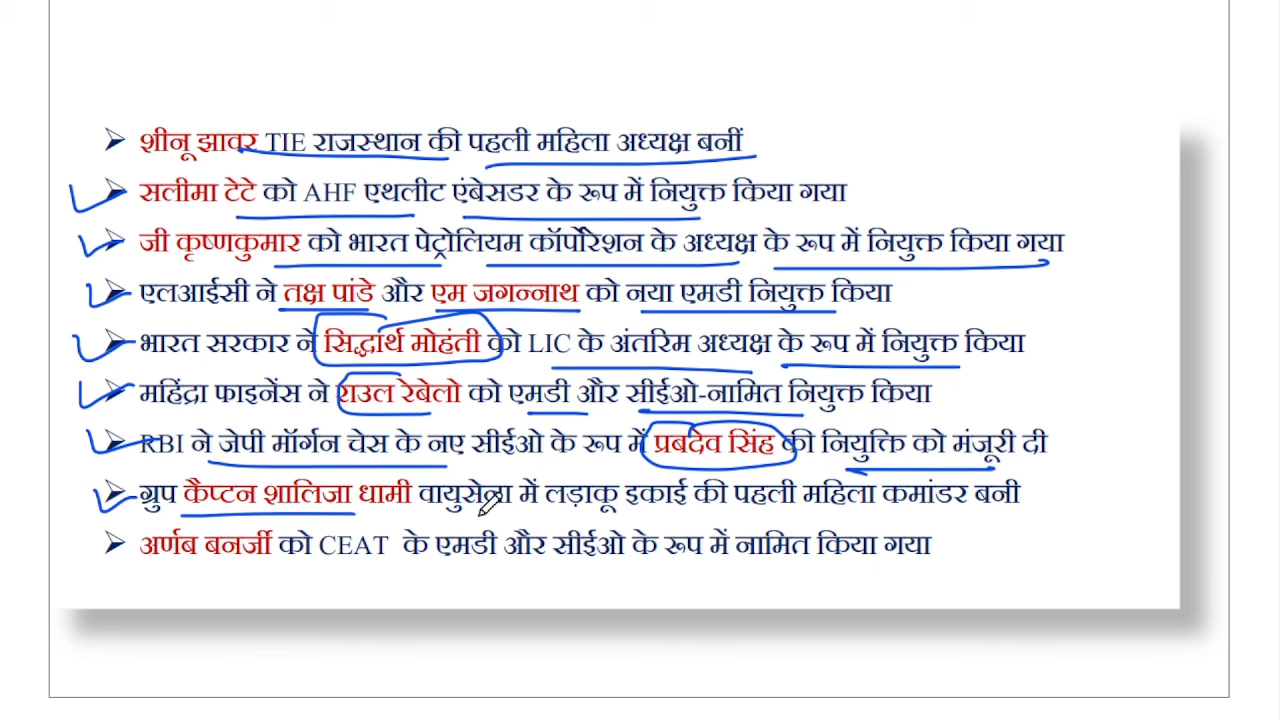 शीनू झावर TIE राजस्थान की पहली महिला अध्यक्ष बनीं
सलीमा टेटे को AHF एथलीट एंबेसडर के रूप में नियुक्त किया गया
जी कृष्णकुमार को भारत पेट्रोलियम कॉर्पोरेशन के अध्यक्ष के रूप में नियुक्त किया गया
एलआईसी ने तक्ष पांडे और एम जगन्नाथ को नया एमडी नियुक्त किया
भारत सरकार ने सिद्धार्थ मोहंती को LIC के अंतरिम अध्यक्ष के रूप में नियुक्त किया
महिंद्रा फाइनेंस ने राउल रेबेलो को एमडी और सीईओ-नामित नियुक्त किया
RBI ने जेपी मॉर्गन चेस के नए सीईओ के रूप में प्रबदेव सिंह की नियुक्ति को मंजूरी दी
ग्रुप कैप्टन शालिजा धामी वायुसेना में लड़ाकू इकाई की पहली महिला कमांडर बनी
अर्णब बनर्जी को CEAT के एमडी और सीईओ के रूप में नामित किया गया